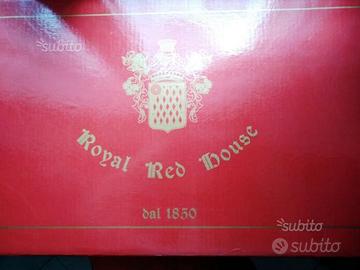 subito
Royal Red House
dal 1850
subito
subito